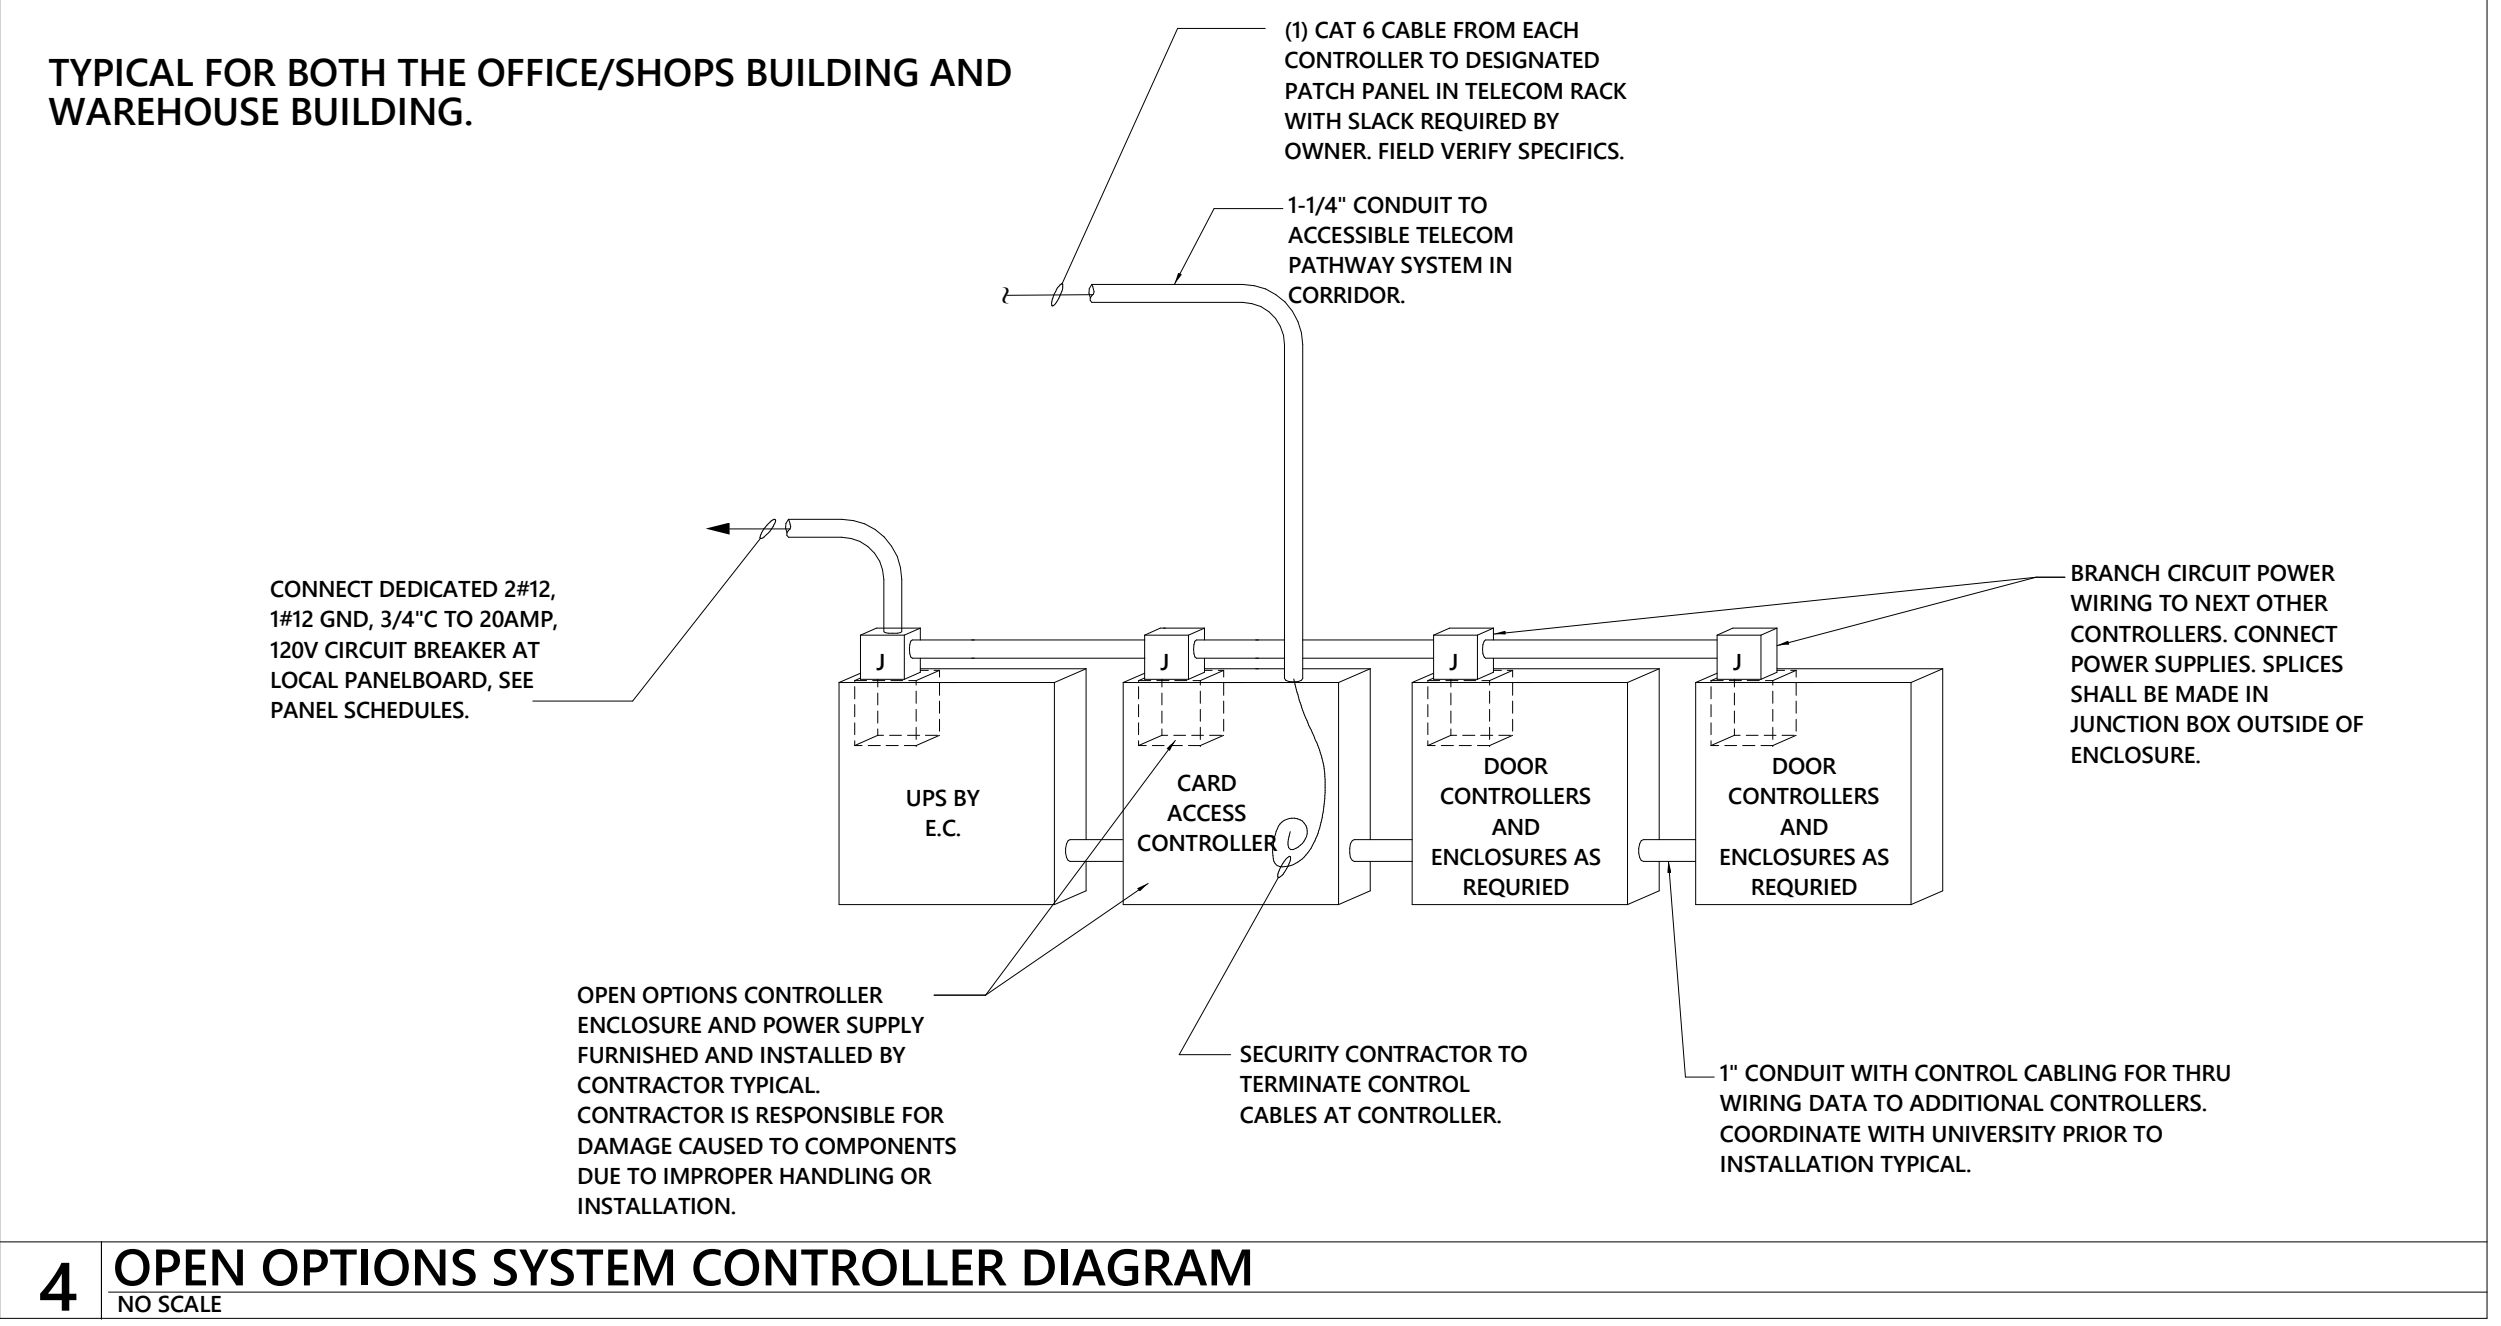 TYPICAL FOR BOTH THE OFFICE/SHOPS BUILDING AND
WAREHOUSE BUILDING.
(1) CAT 6 CABLE FROM EACH
CONTROLLER TO DESIGNATED
PATCH PANEL IN TELECOM RACK
WITH SLACK REQUIRED BY
OWNER. FIELD VERIFY SPECIFICS.
1-1/4" CONDUIT TO
ACCESSIBLE TELECOM
PATHWAY SYSTEM IN
CORRIDOR.
CONNECT DEDICATED 2#12,
1#12 GND, 3/4"C TO 20AMP,
120V CIRCUIT BREAKER AT
LOCAL PANELBOARD, SEE
PANEL SCHEDULES.
BRANCH CIRCUIT POWER
WIRING TO NEXT OTHER
CONTROLLERS. CONNECT
POWER SUPPLIES. SPLICES
SHALL BE MADE IN
JUNCTION BOX OUTSIDE OF
ENCLOSURE.
J
J
J
J
UPS BY
E.C.
CARD
ACCESS
CONTROLLER
DOOR
CONTROLLERS
AND
ENCLOSURES AS
REQURIED
DOOR
CONTROLLERS
AND
ENCLOSURES AS
REQURIED
OPEN OPTIONS CONTROLLER
ENCLOSURE AND POWER SUPPLY
FURNISHED AND INSTALLED BY
CONTRACTOR TYPICAL.
CONTRACTOR IS RESPONSIBLE FOR
DAMAGE CAUSED TO COMPONENTS
DUE TO IMPROPER HANDLING OR
INSTALLATION.
SECURITY CONTRACTOR TO
TERMINATE CONTROL
CABLES AT CONTROLLER.
1" CONDUIT WITH CONTROL CABLING FOR THRU
WIRING DATA TO ADDITIONAL CONTROLLERS.
COORDINATE WITH UNIVERSITY PRIOR TO
INSTALLATION TYPICAL.
4
OPEN OPTIONS SYSTEM CONTROLLER DIAGRAM
NO SCALE